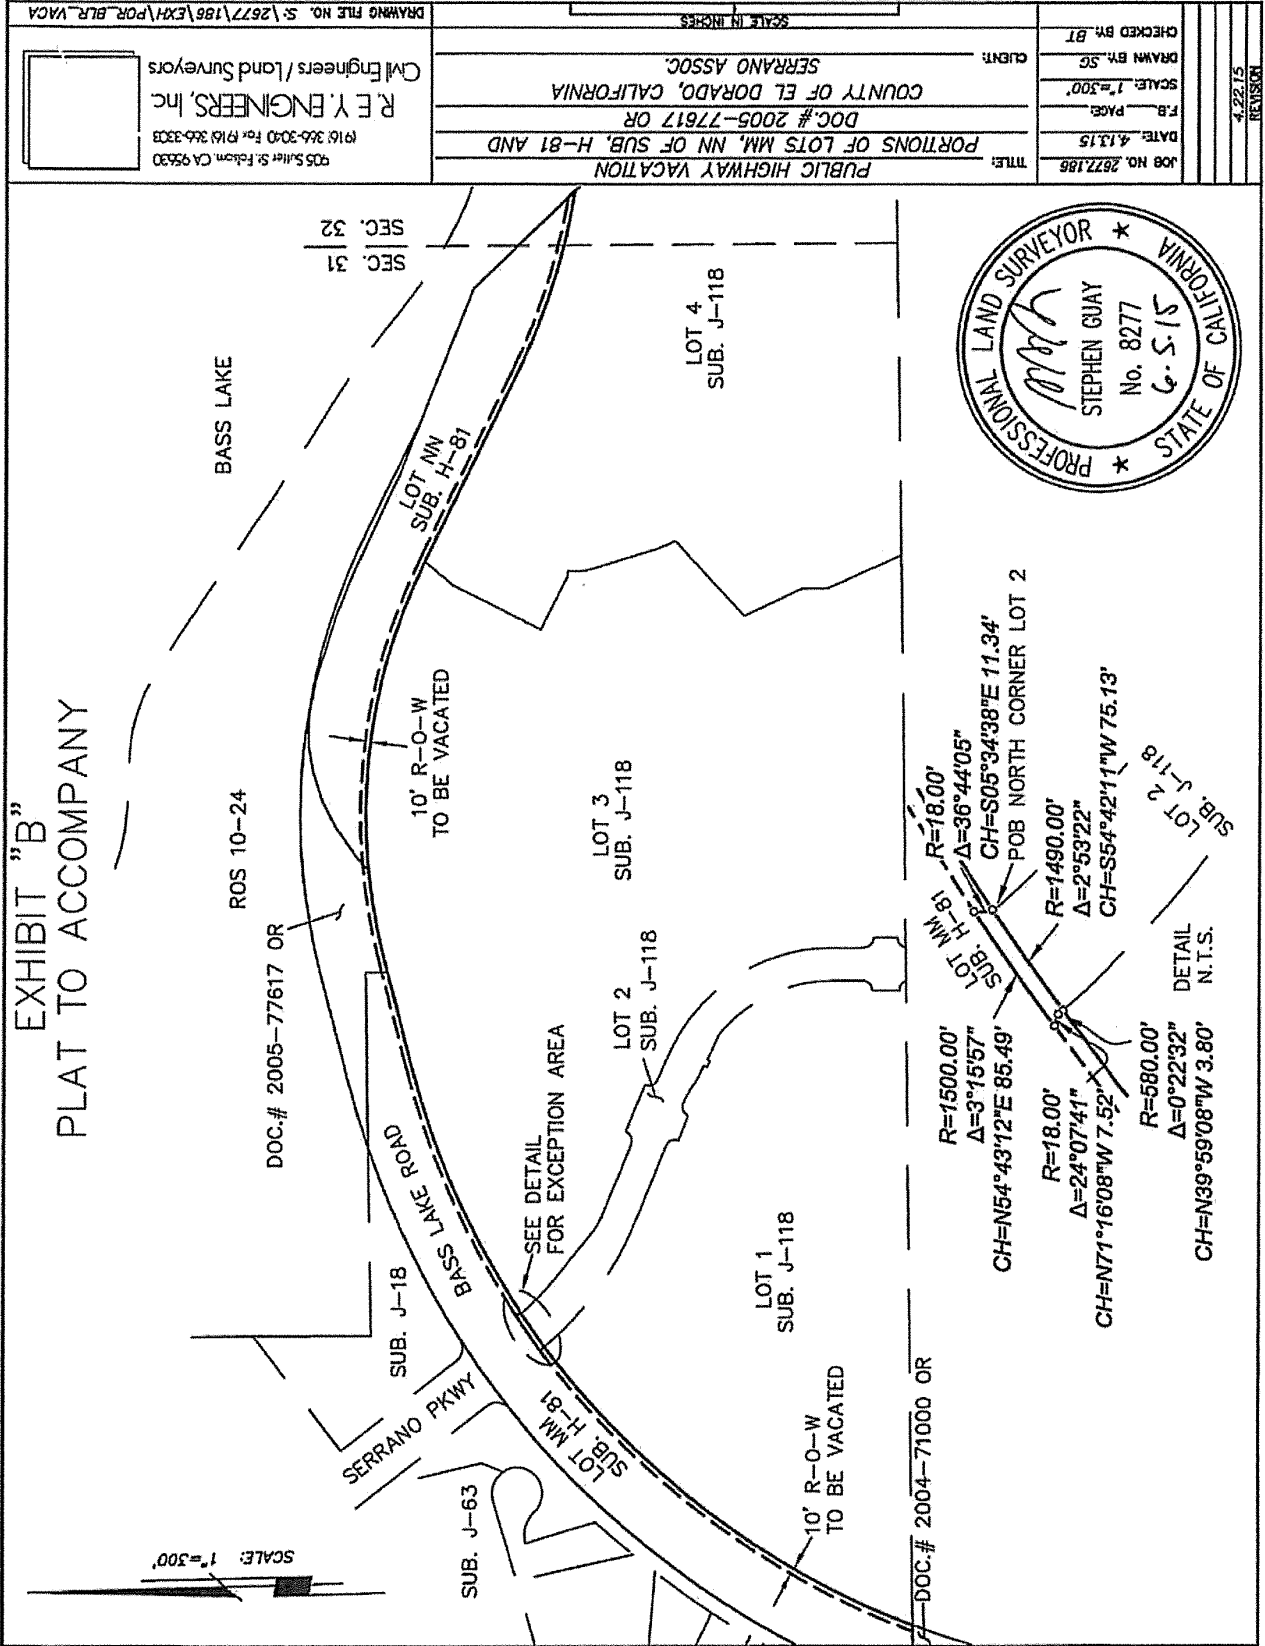 EXHIBIT "B"
PLAT TO ACCOMPANY
BASS LAKE
ROS 10-24
DOC.# 2005-77617 OR
SEC. 31
SEC. 32
LOT NN
SUB. H-81
LOT 4
SUB. J-118
10' R-O-W
TO BE VACATED
LOT 3
SUB. J-118
LOT 2
SUB. J-118
SEE DETAIL
FOR EXCEPTION AREA
BASS LAKE ROAD
SUB. J-18
SERRANO PKWY
SUB. J-63
LOT MM
SUB. H-81
LOT 1
SUB. J-118
10' R-O-W
TO BE VACATED
DOC.# 2004-71000 OR
SCALE: 1"=300'
LOT MM
SUB. H-81
R=18.00'
Δ=36°44'05"
CH=S05°34'38"E 11.34'
POB NORTH CORNER LOT 2
R=1490.00'
Δ=2°53'22"
CH=S54°42'11"W 75.13'
LOT 2
SUB. J-118
R=1500.00'
Δ=3°15'57"
CH=N54°43'12"E 85.49'
R=18.00'
Δ=24°07'41"
CH=N71°16'08"W 7.52'
R=580.00'
Δ=0°22'32"
CH=N39°59'08"W 3.80'
DETAIL
N.T.S.
PROFESSIONAL LAND SURVEYOR
STEPHEN GUAY
No. 8277
6.5.15
STATE OF CALIFORNIA
4.22.15
REVISION
JOB NO. 2677.186
DATE: 4.13.15
F.B. PAGE:
SCALE: 1"=300'
DRAWN BY: SG
CHECKED BY: BT
TITLE: PUBLIC HIGHWAY VACATION
PORTIONS OF LOTS MM, NN OF SUB. H-81 AND
DOC.# 2005-77617 OR
COUNTY OF EL DORADO, CALIFORNIA
CLIENT: SERRANO ASSOC.
SCALE IN INCHES
905 Sutter St. Folsom, CA 95630
(916) 366-3040 Fax (916) 366-3303
R.E.Y. ENGINEERS, Inc.
Civil Engineers / Land Surveyors
DRAWING FILE NO. S:\2677\186\EXH\POR_BLR_VACA